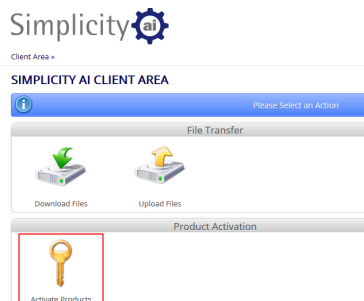 Simplicity ai
Client Area »
SIMPLICITY AI CLIENT AREA
Please Select an Action
File Transfer
Download Files Upload Files
Product Activation
Activate Products